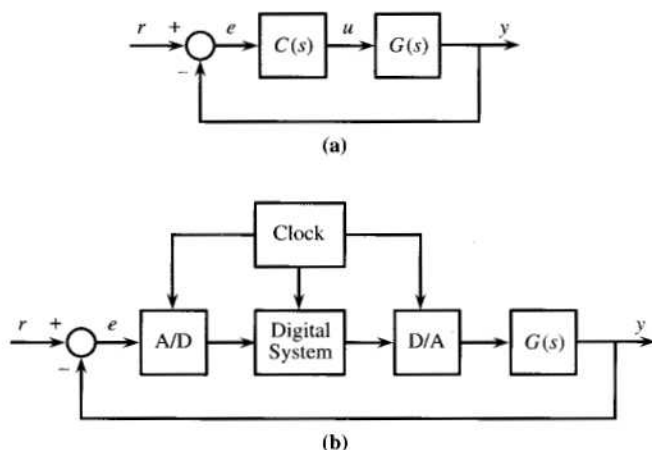 r + e C(s) u G(s) y
−
(a)
Clock
r + e A/D Digital System D/A G(s) y
−
(b)